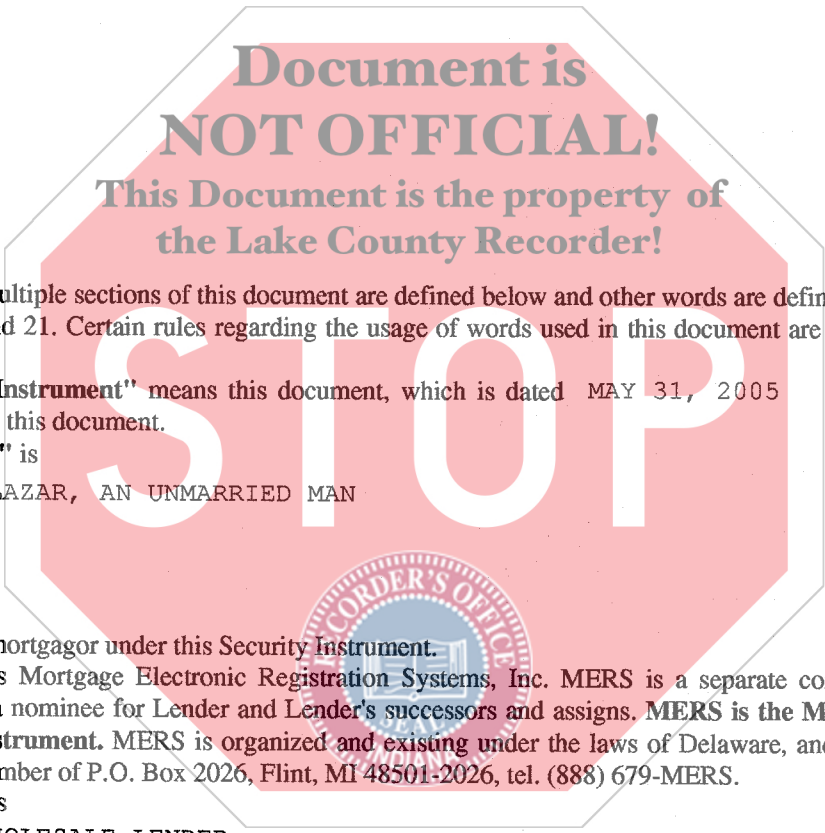 Document is
NOT OFFICIAL!
This Document is the property of
the Lake County Recorder!
ultiple sections of this document are defined below and other words are defin
d 21. Certain rules regarding the usage of words used in this document are
Instrument" means this document, which is dated MAY 31, 2005
this document.
" is
AZAR, AN UNMARRIED MAN
STOP
RECORDER'S OFFICE
SEAL
INDIANA
nortgagor under this Security Instrument.
s Mortgage Electronic Registration Systems, Inc. MERS is a separate co
nominee for Lender and Lender's successors and assigns. MERS is the M
strument. MERS is organized and existing under the laws of Delaware, an
mber of P.O. Box 2026, Flint, MI 48501-2026, tel. (888) 679-MERS.
s
HOLESALE LENDER